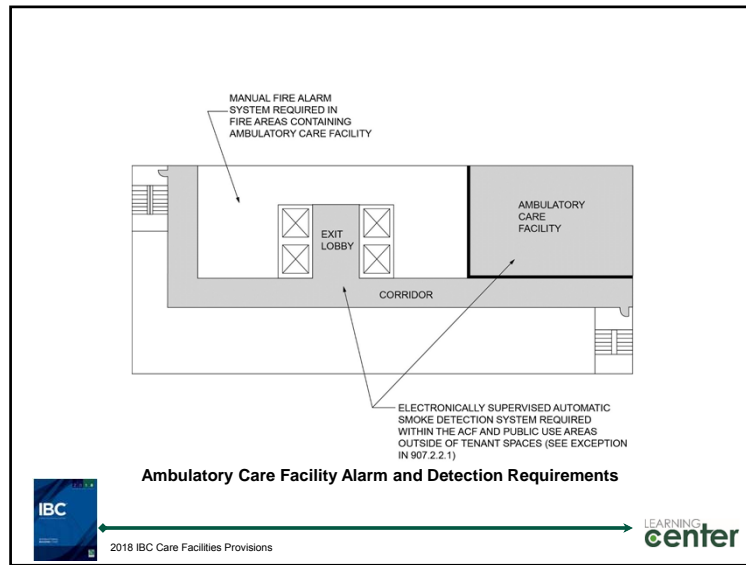 MANUAL FIRE ALARM
SYSTEM REQUIRED IN
FIRE AREAS CONTAINING
AMBULATORY CARE FACILITY
AMBULATORY
CARE
FACILITY
EXIT
LOBBY
CORRIDOR
ELECTRONICALLY SUPERVISED AUTOMATIC
SMOKE DETECTION SYSTEM REQUIRED
WITHIN THE ACF AND PUBLIC USE AREAS
OUTSIDE OF TENANT SPACES (SEE EXCEPTION
IN 907.2.2.1)
Ambulatory Care Facility Alarm and Detection Requirements
IBC
2018 IBC Care Facilities Provisions
LEARNING
center